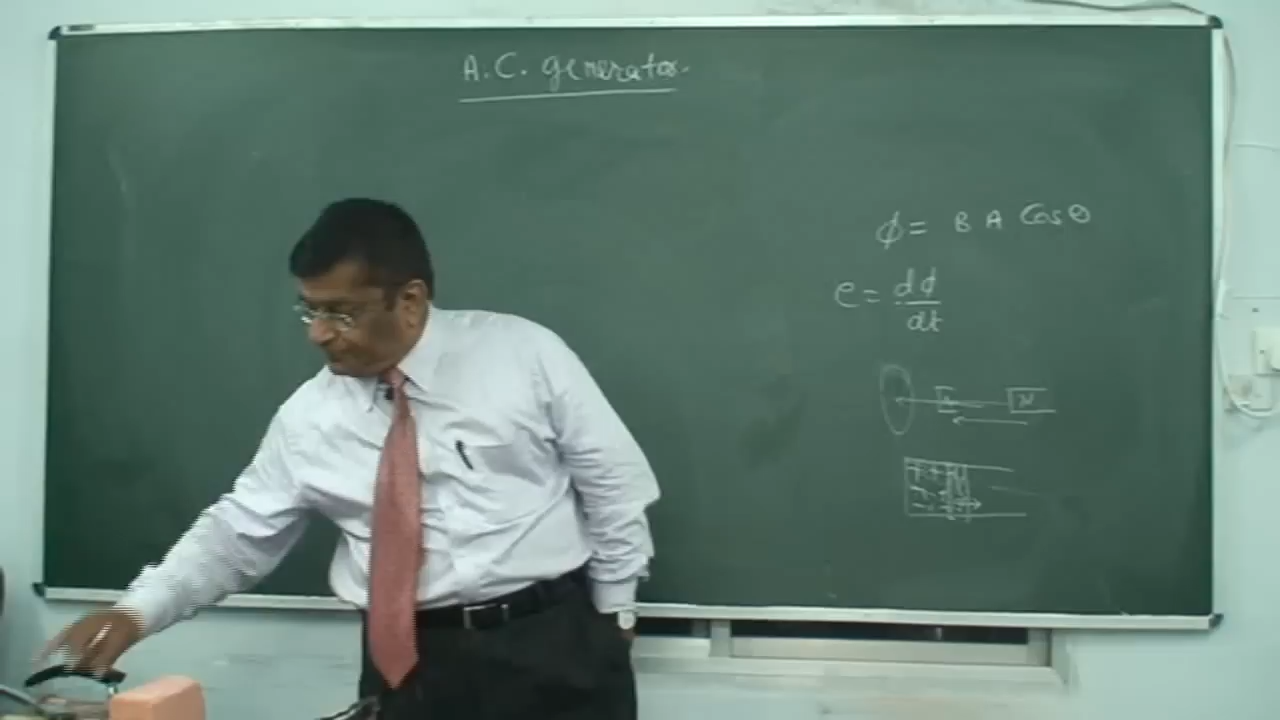 A.C. generator.
ϕ = B A Cos θ
e = dϕ/dt
N